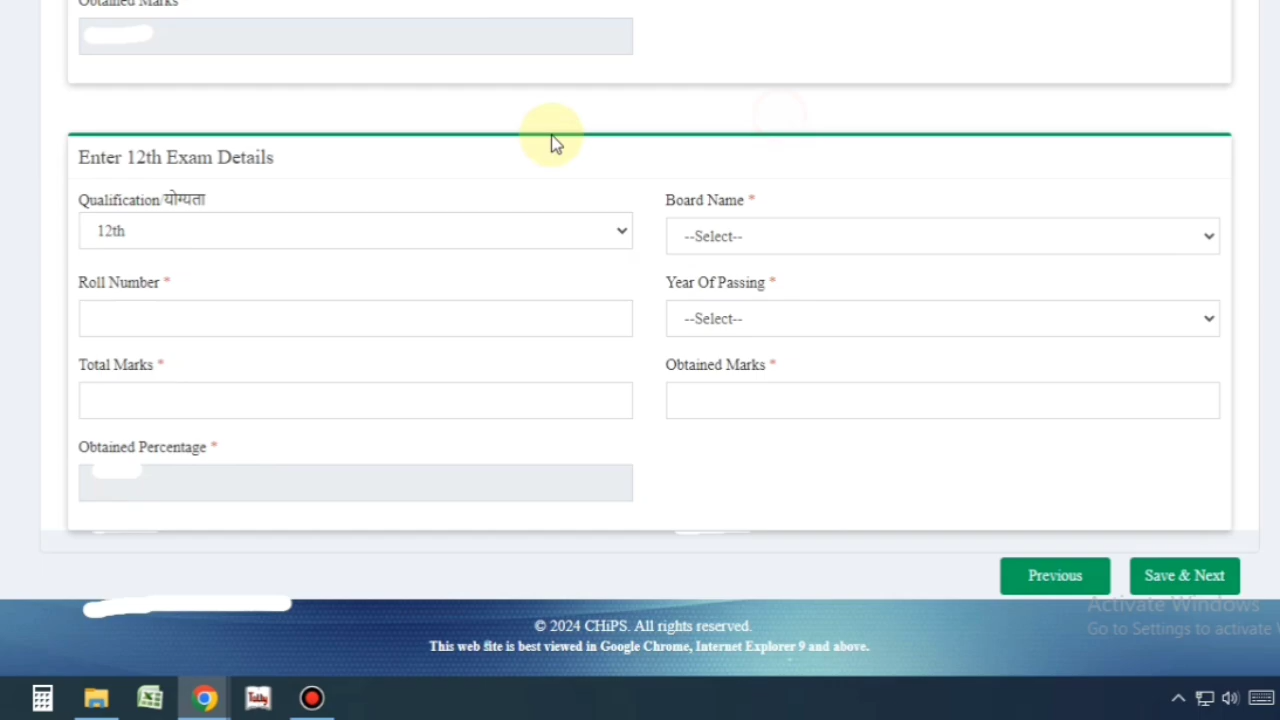 Obtained Marks
Enter 12th Exam Details
Qualification/योग्यता
Board Name *
12th
--Select--
Roll Number *
Year Of Passing *
--Select--
Total Marks *
Obtained Marks *
Obtained Percentage *
Previous
Save & Next
Activate Windows
Go to Settings to activate
© 2024 CHiPS. All rights reserved.
This web site is best viewed in Google Chrome, Internet Explorer 9 and above.
Tally